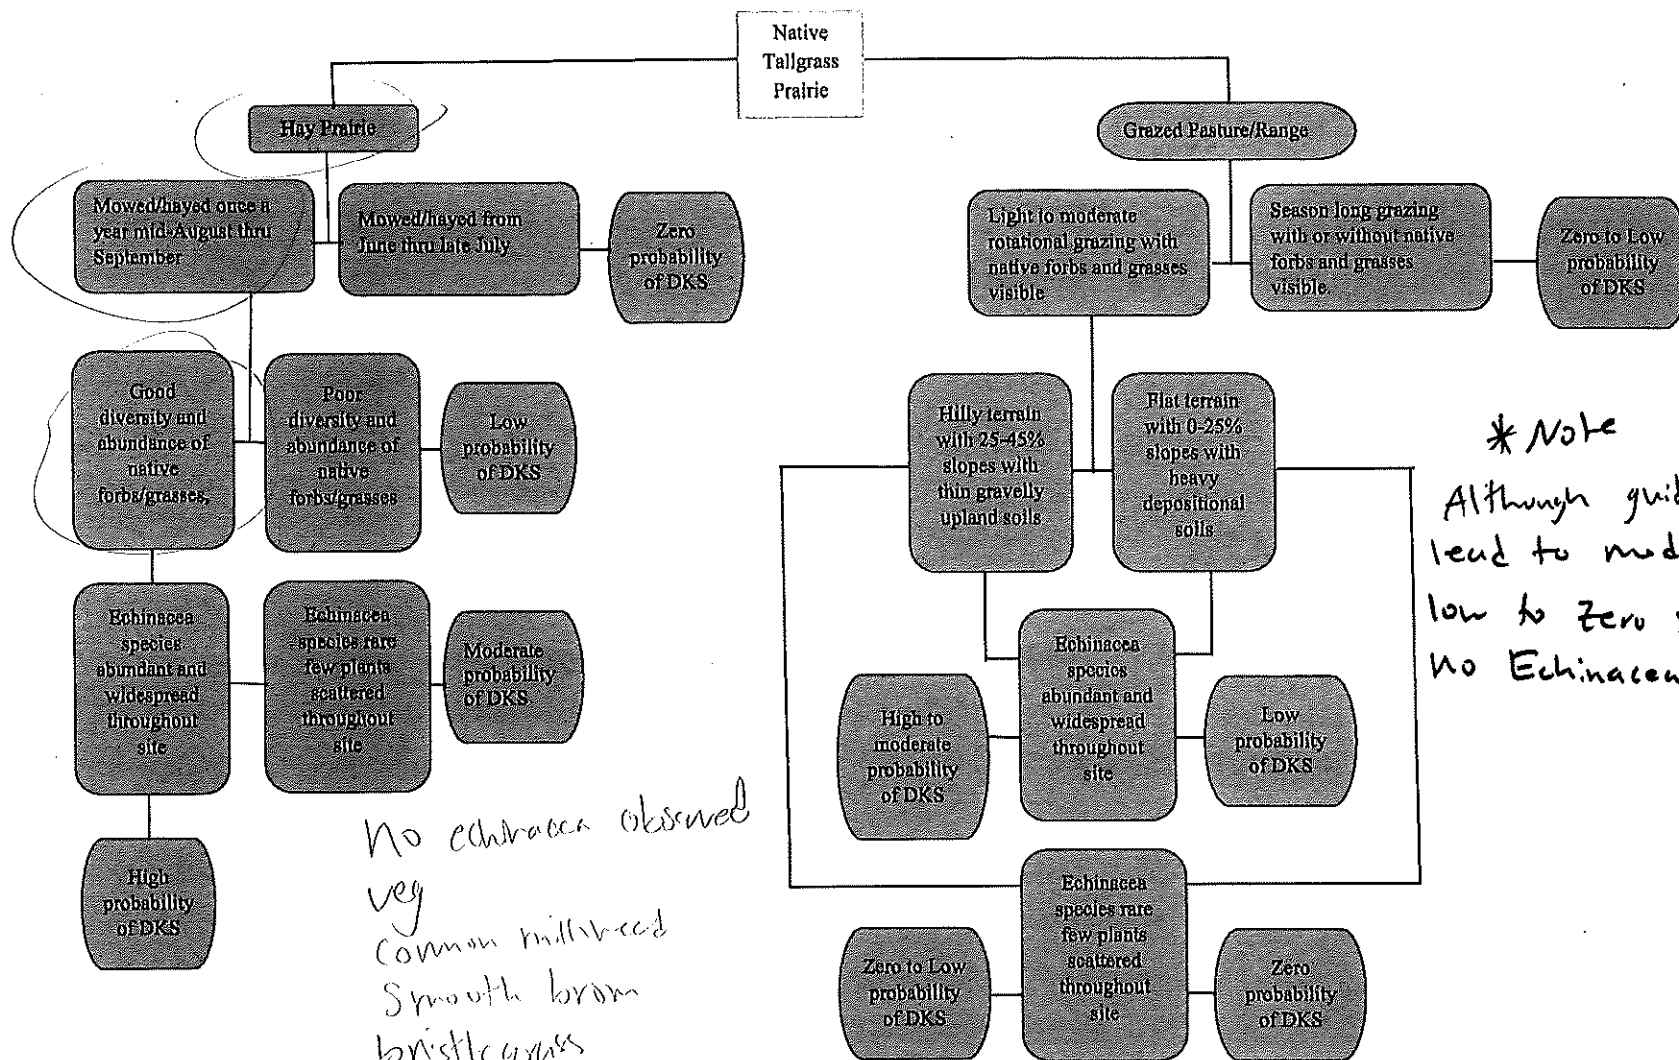 Native
Tallgrass
Prairie
Hay Prairie
Grazed Pasture/Range
Mowed/hayed once a
year mid-August thru
September
Mowed/hayed from
June thru late July
Zero
probability
of DKS
Light to moderate
rotational grazing with
native forbs and grasses
visible
Season long grazing
with or without native
forbs and grasses
visible.
Zero to Low
probability
of DKS
Good
diversity and
abundance of
native
forbs/grasses,
Poor
diversity and
abundance of
native
forbs/grasses
Low
probability
of DKS
Hilly terrain
with 25-45%
slopes with
thin gravelly
upland soils
Flat terrain
with 0-25%
slopes with
heavy
depositional
soils
* Note
Although guid
lead to mod
low to zero
no Echinacea
Echinacea
species
abundant and
widespread
throughout
site
Echinacea
species rare
few plants
scattered
throughout
site
Moderate
probability
of DKS
High to
moderate
probability
of DKS
Echinacea
species
abundant and
widespread
throughout
site
Low
probability
of DKS
High
probability
of DKS
No echinacea observed
veg
Common milkweed
Smooth brom
bristlegrass
Zero to Low
probability
of DKS
Echinacea
species rare
few plants
scattered
throughout
site
Zero
probability
of DKS